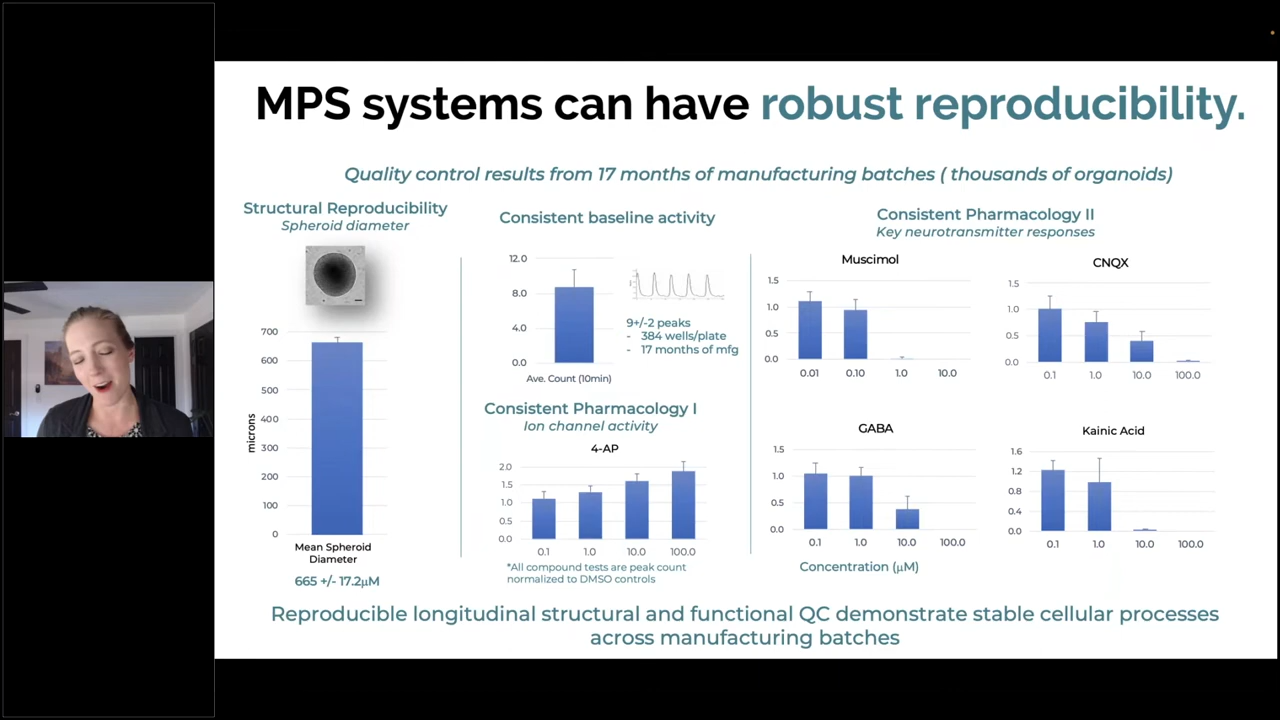 MPS systems can have robust reproducibility.
Quality control results from 17 months of manufacturing batches ( thousands of organoids)
Structural Reproducibility
Spheroid diameter
700
600
500
400
300
200
100
0
microns
Mean Spheroid
Diameter
665 +/- 17.2µM
Consistent baseline activity
12.0
8.0
4.0
0.0
Ave. Count (10min)
9+/-2 peaks
- 384 wells/plate
- 17 months of mfg
Consistent Pharmacology I
Ion channel activity
4-AP
2.0
1.5
1.0
0.5
0.0
0.1 1.0 10.0 100.0
*All compound tests are peak count
normalized to DMSO controls
Consistent Pharmacology II
Key neurotransmitter responses
Muscimol
1.5
1.0
0.5
0.0
0.01 0.10 1.0 10.0
CNQX
1.5
1.0
0.5
0.0
0.1 1.0 10.0 100.0
GABA
1.5
1.0
0.5
0.0
0.1 1.0 10.0 100.0
Kainic Acid
1.6
1.2
0.8
0.4
0.0
0.1 1.0 10.0 100.0
Concentration (µM)
Reproducible longitudinal structural and functional QC demonstrate stable cellular processes
across manufacturing batches